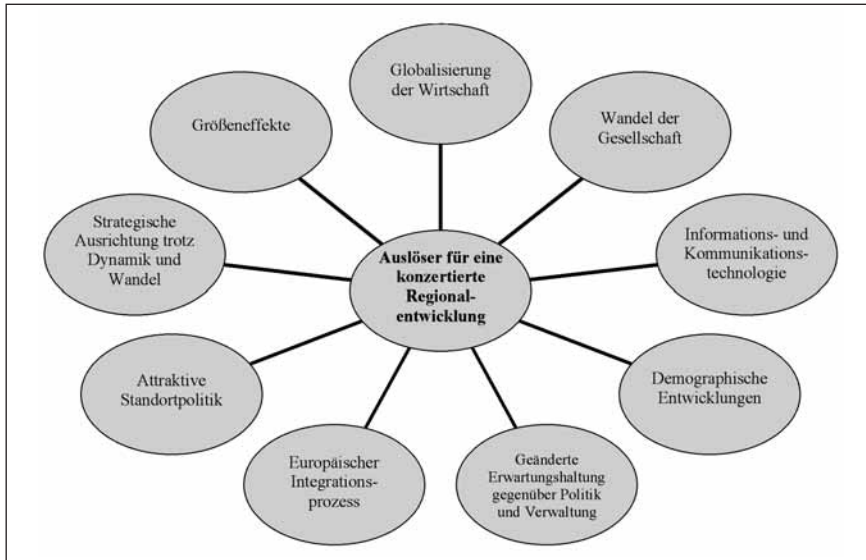 Globalisierung
der Wirtschaft
Wandel der
Gesellschaft
Informations- und
Kommunikations-
technologie
Demographische
Entwicklungen
Geänderte
Erwartungshaltung
gegenüber Politik
und Verwaltung
Europäischer
Integrations-
prozess
Attraktive
Standortpolitik
Strategische
Ausrichtung trotz
Dynamik und
Wandel
Größeneffekte
Auslöser für eine
konzertierte
Regional-
entwicklung